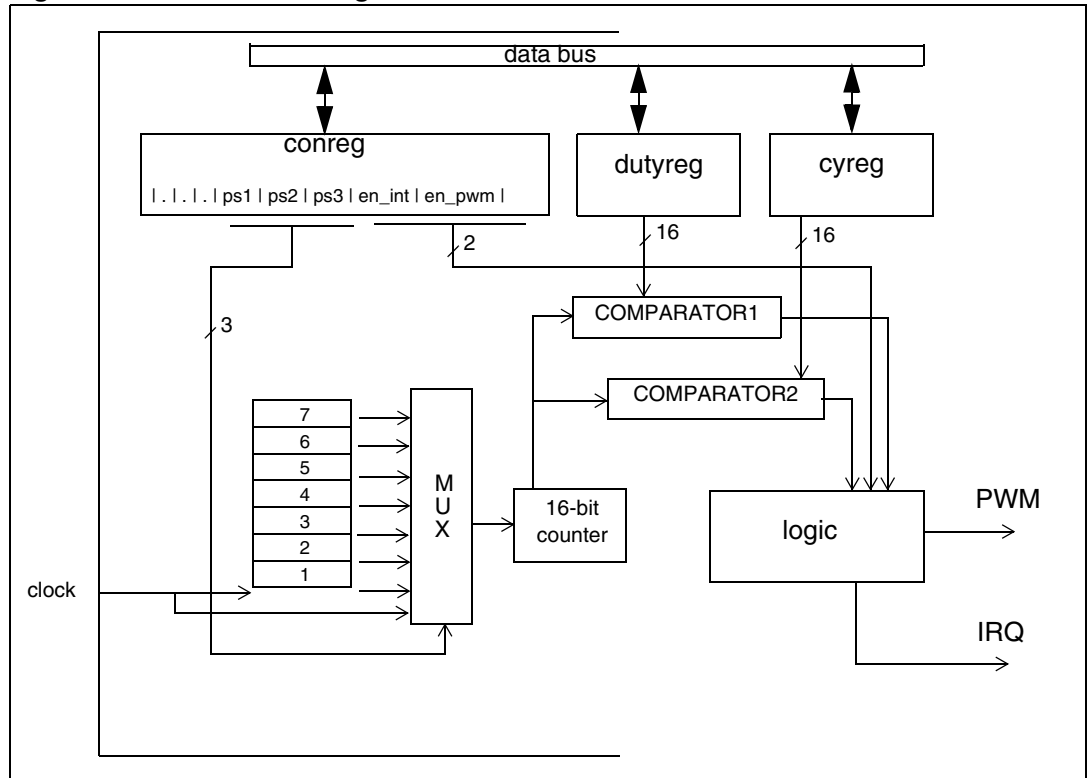 data bus
conreg
| . | . | . | ps1 | ps2 | ps3 | en_int | en_pwm |
dutyreg
cyreg
2
16
16
3
COMPARATOR1
COMPARATOR2
7
6
5
4
3
2
1
M
U
X
16-bit
counter
logic
PWM
IRQ
clock